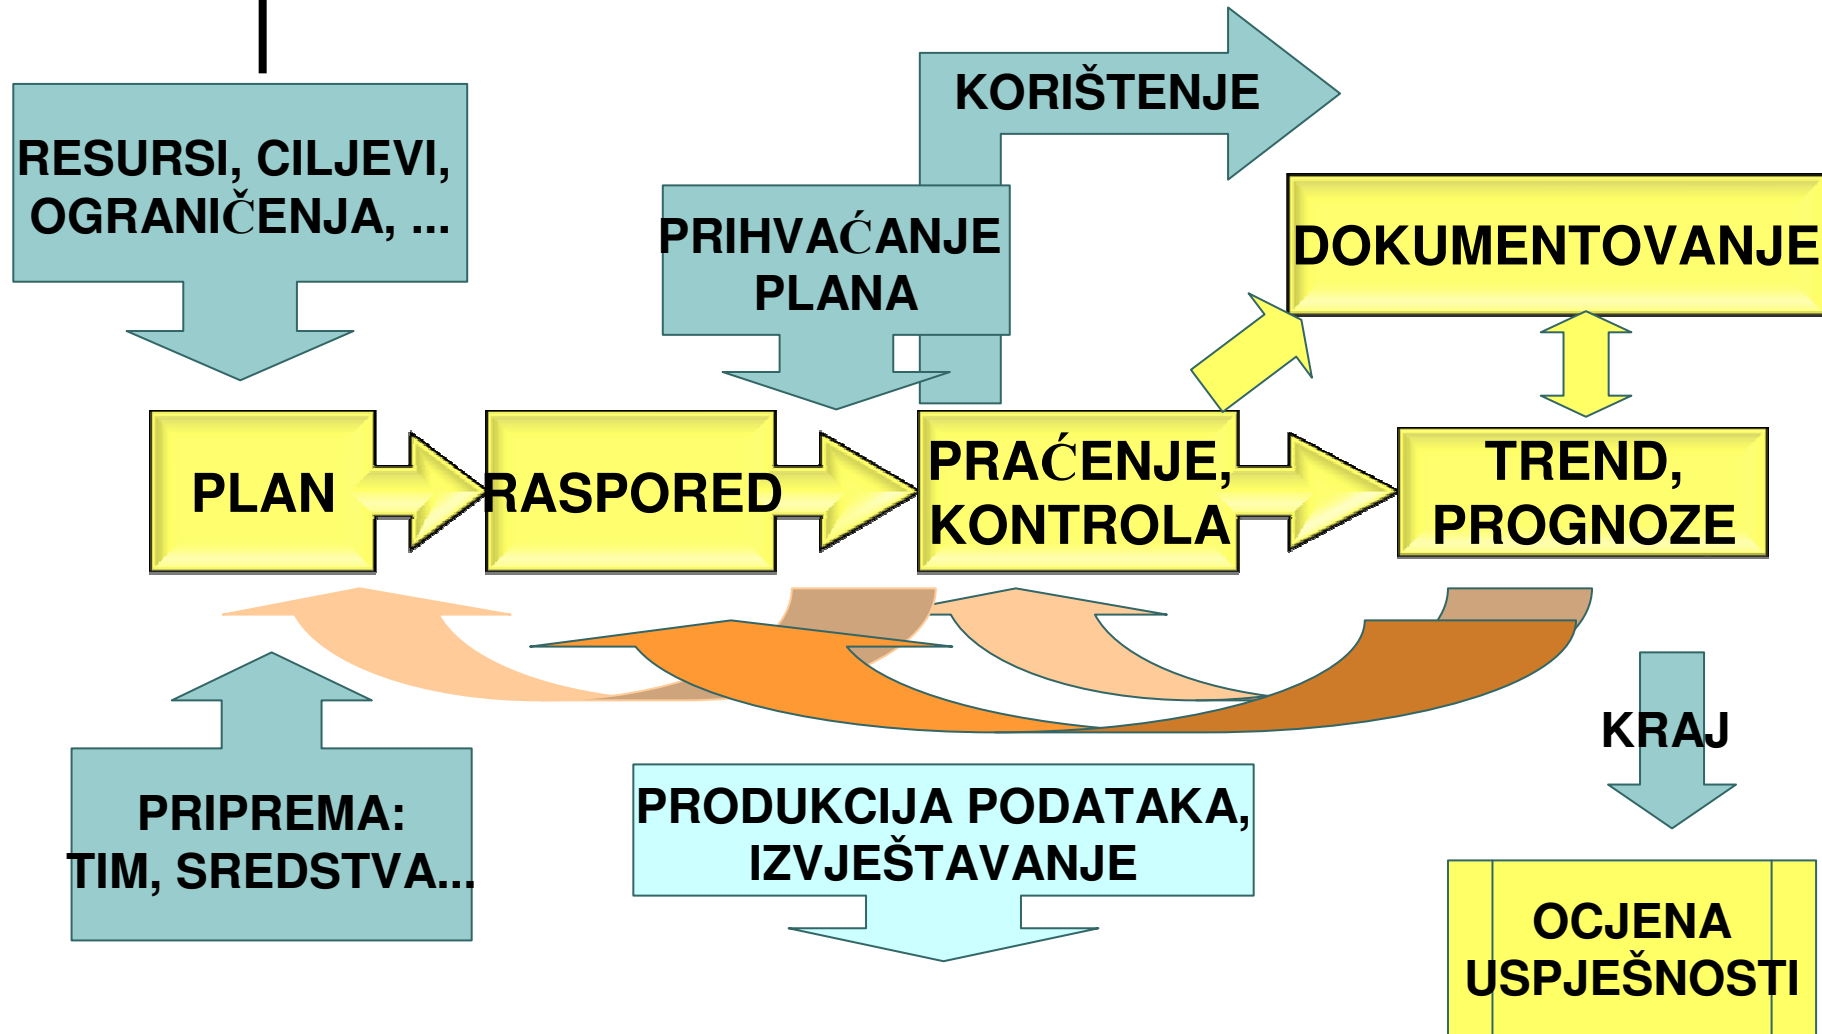 KORIŠTENJE
RESURSI, CILJEVI,
OGRANIČENJA, ...
PRIHVAĆANJE
PLANA
DOKUMENTOVANJE
PLAN
RASPORED
PRAĆENJE,
KONTROLA
TREND,
PROGNOZE
KRAJ
PRIPREMA:
TIM, SREDSTVA...
PRODUKCIJA PODATAKA,
IZVJEŠTAVANJE
OCJENA
USPJEŠNOSTI